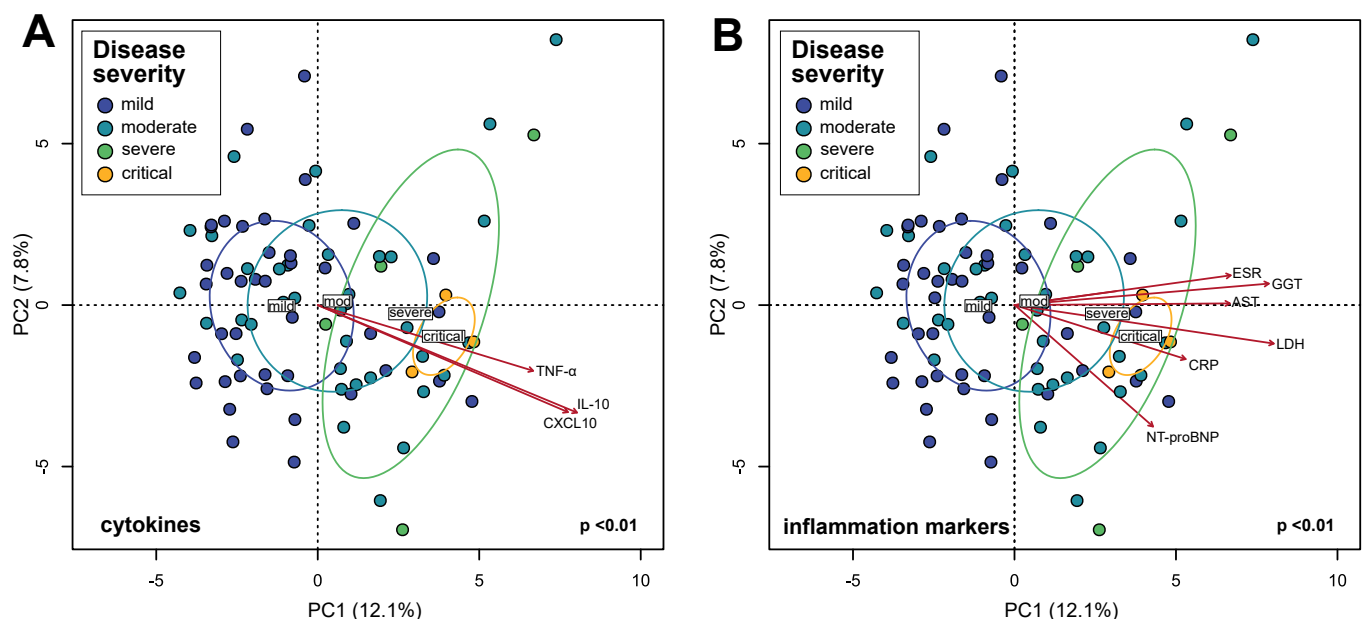 A
Disease
severity
mild
moderate
severe
critical
PC2 (7.8%)
5
0
-5
mild
mod
severe
critical
TNF-α
IL-10
CXCL10
cytokines
p <0.01
-5
0
5
10
PC1 (12.1%)
B
Disease
severity
mild
moderate
severe
critical
PC2 (7.8%)
5
0
-5
mild
mod
severe
critical
ESR
GGT
AST
LDH
CRP
NT-proBNP
inflammation markers
p <0.01
-5
0
5
10
PC1 (12.1%)